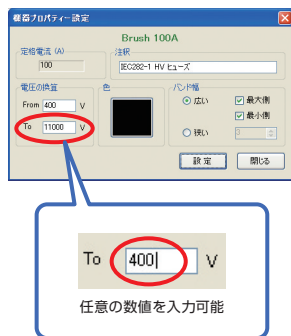 機器プロパティー設定
Brush 100A
定格電流 (A)
100
注釈
IEC282-1 HV ヒューズ
電圧の換算
From 400 V
To 11000 V
色
バンド幅
広い
狭い
最大側
最小側
3
設定
閉じる
To 400 V
任意の数値を入力可能